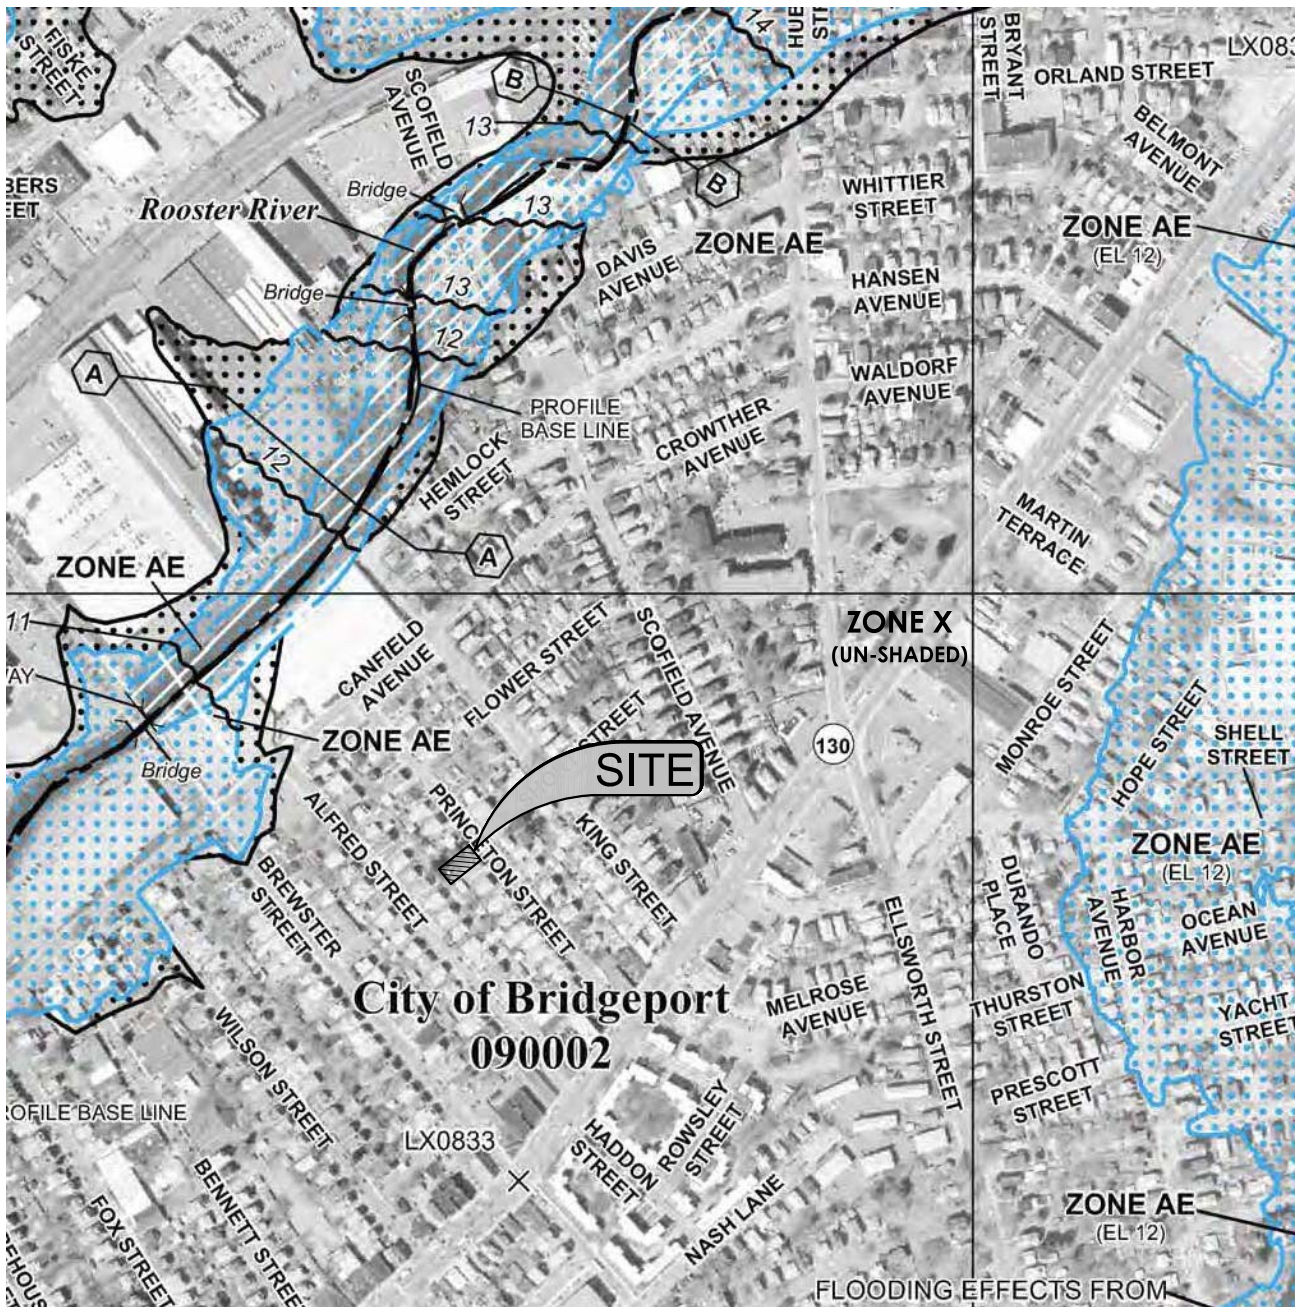 FISKE
STREET
14
STR
BRYANT
STREET
LX083
ORLAND STREET
SCOFIELD
AVENUE
B
13
BELMONT
AVENUE
BERS
EET
Bridge
B
WHITTIER
STREET
Rooster River
13
DAVIS
AVENUE
ZONE AE
ZONE AE
(EL 12)
HANSEN
AVENUE
Bridge
13
12
A
PROFILE
BASE LINE
WALDORF
AVENUE
CROWTHER
AVENUE
12
HEMLOCK
STREET
MARTIN
TERRACE
A
ZONE AE
11
WAY
CANFIELD
AVENUE
FLOWER STREET
STREET
SCOFIELD AVENUE
ZONE X
(UN-SHADED)
MONROE STREET
HOPE STREET
SHELL
STREET
ZONE AE
130
Bridge
SITE
ALFRED STREET
PRINCETON STREET
KING STREET
ZONE AE
(EL 12)
BREWSTER
STREET
DURANDO
PLACE
HARBOR
AVENUE
OCEAN
AVENUE
ELLSWORTH STREET
City of Bridgeport
090002
MELROSE
AVENUE
THURSTON
STREET
YACHT
STREET
WILSON STREET
PRESCOTT
STREET
ROFILE BASE LINE
LX0833
HADDON
STREET
ROWSLEY
STREET
BENNETT STREET
FOX STREET
NASH LANE
ZONE AE
(EL 12)
FLOODING EFFECTS FROM